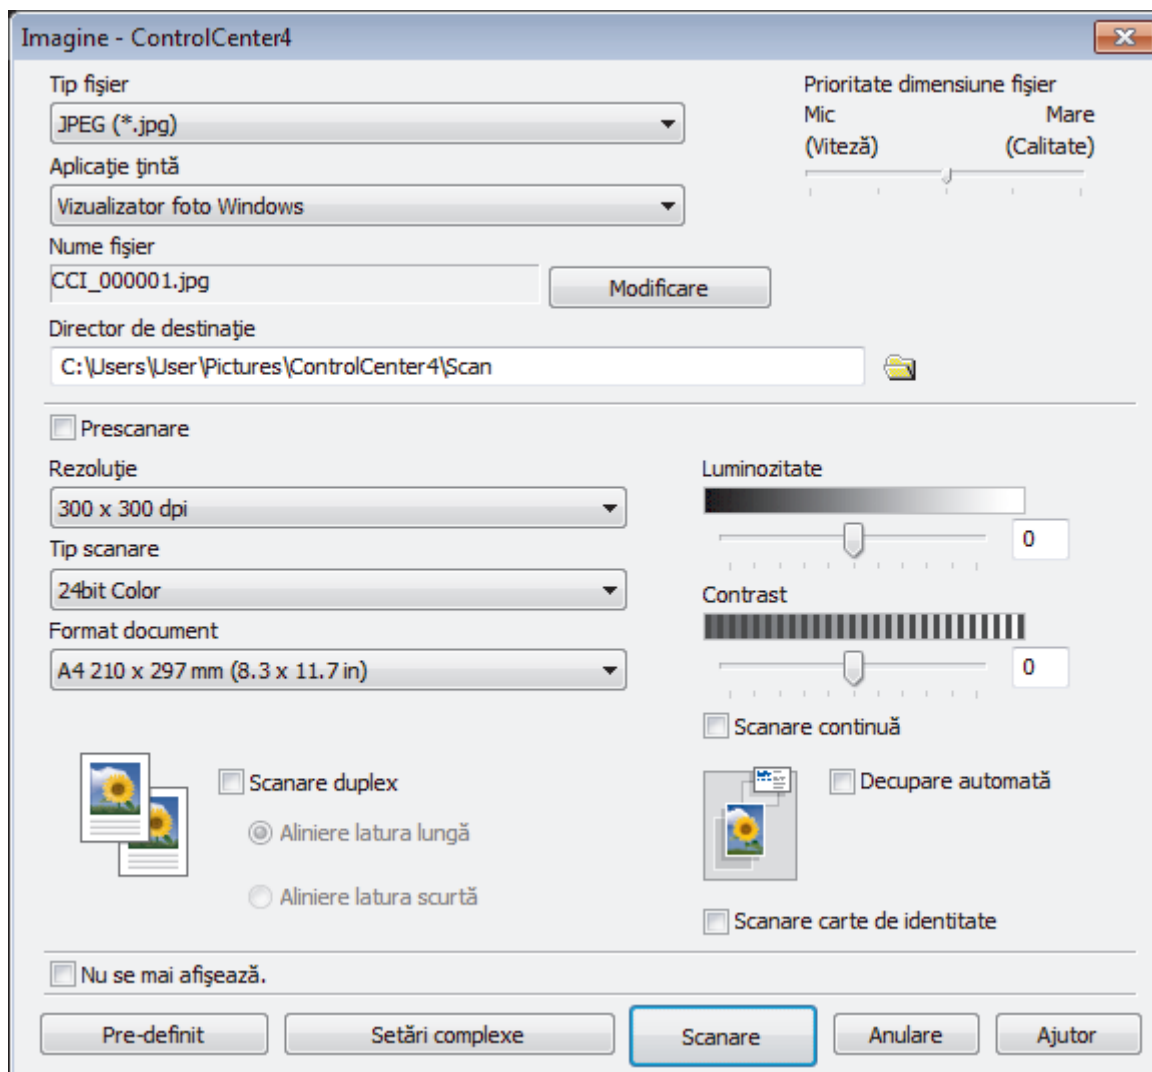 Imagine - ControlCenter4
Tip fişier
JPEG (*.jpg)
Prioritate dimensiune fişier
Mic Mare
(Viteză) (Calitate)
Aplicaţie ţintă
Vizualizator foto Windows
Nume fişier
CCI_000001.jpg
Modificare
Director de destinaţie
C:\Users\User\Pictures\ControlCenter4\Scan
Prescanare
Rezoluţie
300 x 300 dpi
Tip scanare
24bit Color
Format document
A4 210 x 297 mm (8.3 x 11.7 in)
Luminozitate
0
Contrast
0
Scanare continuă
Scanare duplex
Aliniere latura lungă
Aliniere latura scurtă
Decupare automată
Scanare carte de identitate
Nu se mai afişează.
Pre-definit Setări complexe Scanare Anulare Ajutor